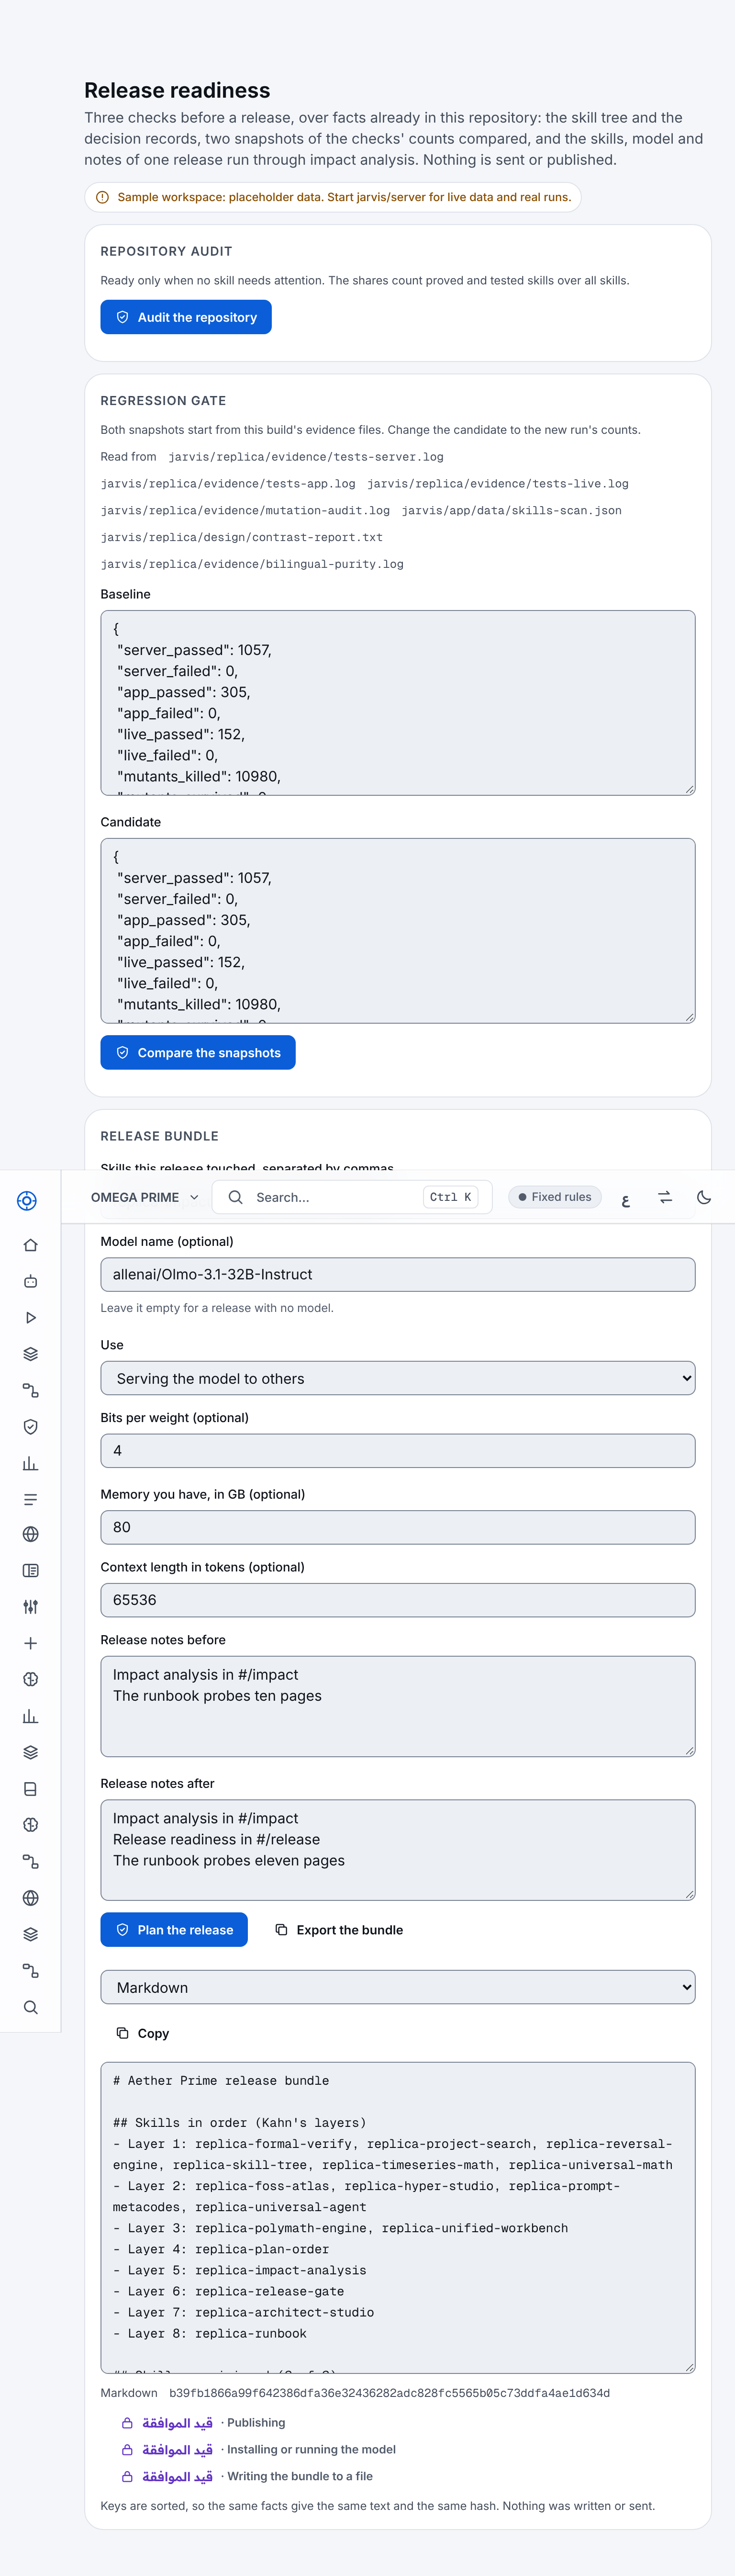 Release readiness
Three checks before a release, over facts already in this repository: the skill tree and the
decision records, two snapshots of the checks' counts compared, and the skills, model and
notes of one release run through impact analysis. Nothing is sent or published.
Sample workspace: placeholder data. Start jarvis/server for live data and real runs.
REPOSITORY AUDIT
Ready only when no skill needs attention. The shares count proved and tested skills over all skills.
Audit the repository
REGRESSION GATE
Both snapshots start from this build's evidence files. Change the candidate to the new run's counts.
Read from jarvis/replica/evidence/tests-server.log
jarvis/replica/evidence/tests-app.log jarvis/replica/evidence/tests-live.log
jarvis/replica/evidence/mutation-audit.log jarvis/app/data/skills-scan.json
jarvis/replica/design/contrast-report.txt
jarvis/replica/evidence/bilingual-purity.log
Baseline
{
"server_passed": 1057,
"server_failed": 0,
"app_passed": 305,
"app_failed": 0,
"live_passed": 152,
"live_failed": 0,
"mutants_killed": 10980,
Candidate
{
"server_passed": 1057,
"server_failed": 0,
"app_passed": 305,
"app_failed": 0,
"live_passed": 152,
"live_failed": 0,
"mutants_killed": 10980,
Compare the snapshots
RELEASE BUNDLE
Skills this release touched, separated by commas
OMEGA PRIME Search... Ctrl K Fixed rules ع
Model name (optional)
allenai/Olmo-3.1-32B-Instruct
Leave it empty for a release with no model.
Use
Serving the model to others
Bits per weight (optional)
4
Memory you have, in GB (optional)
80
Context length in tokens (optional)
65536
Release notes before
Impact analysis in #/impact
The runbook probes ten pages
Release notes after
Impact analysis in #/impact
Release readiness in #/release
The runbook probes eleven pages
Plan the release Export the bundle
Markdown
Copy
# Aether Prime release bundle
## Skills in order (Kahn's layers)
- Layer 1: replica-formal-verify, replica-project-search, replica-reversal-
engine, replica-skill-tree, replica-timeseries-math, replica-universal-math
- Layer 2: replica-foss-atlas, replica-hyper-studio, replica-prompt-
metacodes, replica-universal-agent
- Layer 3: replica-polymath-engine, replica-unified-workbench
- Layer 4: replica-plan-order
- Layer 5: replica-impact-analysis
- Layer 6: replica-release-gate
- Layer 7: replica-architect-studio
- Layer 8: replica-runbook
Markdown b39fb1866a99f642386dfa36e32436282adc828fc5565b05c73ddfa4ae1d634d
قيد الموافقة · Publishing
قيد الموافقة · Installing or running the model
قيد الموافقة · Writing the bundle to a file
Keys are sorted, so the same facts give the same text and the same hash. Nothing was written or sent.